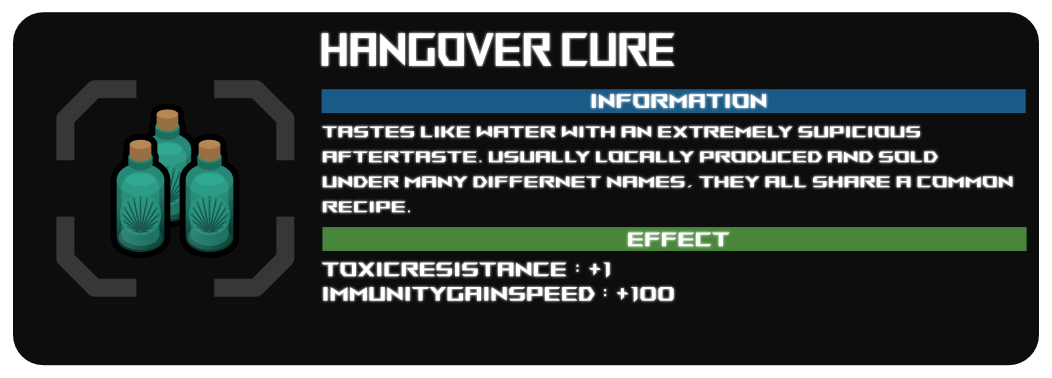 HANGOVER CURE
INFORMATION
TASTES LIKE WATER WITH AN EXTREMELY SUPICIOUS
AFTERTASTE. USUALLY LOCALLY PRODUCED AND SOLD
UNDER MANY DIFFERNET NAMES, THEY ALL SHARE A COMMON
RECIPE.
EFFECT
TOXICRESISTANCE : +1
IMMUNITYGAINSPEED : +100